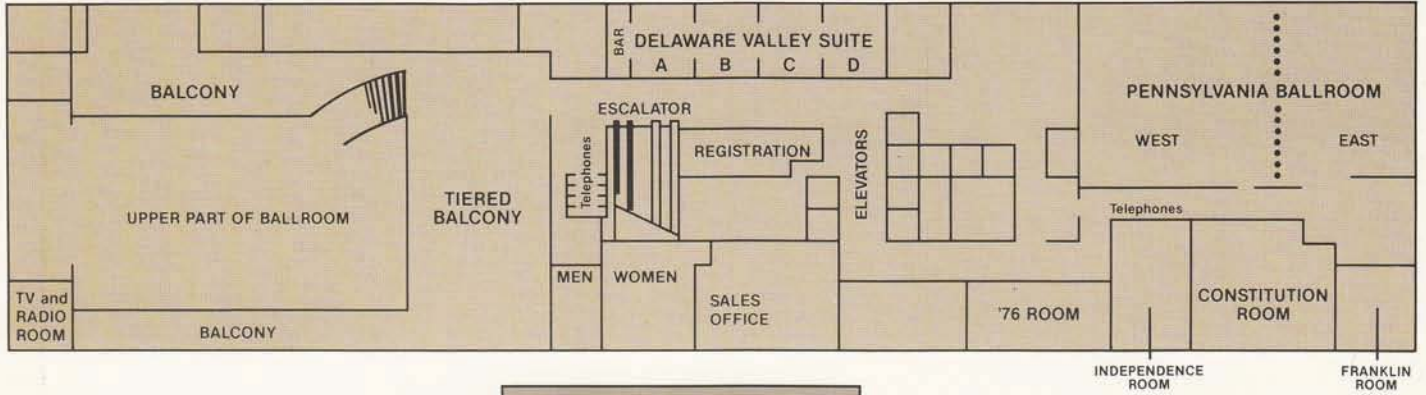 BAR
DELAWARE VALLEY SUITE
A B C D
BALCONY
ESCALATOR
PENNSYLVANIA BALLROOM
WEST
EAST
Telephones
REGISTRATION
ELEVATORS
UPPER PART OF BALLROOM
TIERED
BALCONY
Telephones
MEN
WOMEN
TV and
RADIO
ROOM
BALCONY
SALES
OFFICE
'76 ROOM
CONSTITUTION
ROOM
INDEPENDENCE
ROOM
FRANKLIN
ROOM